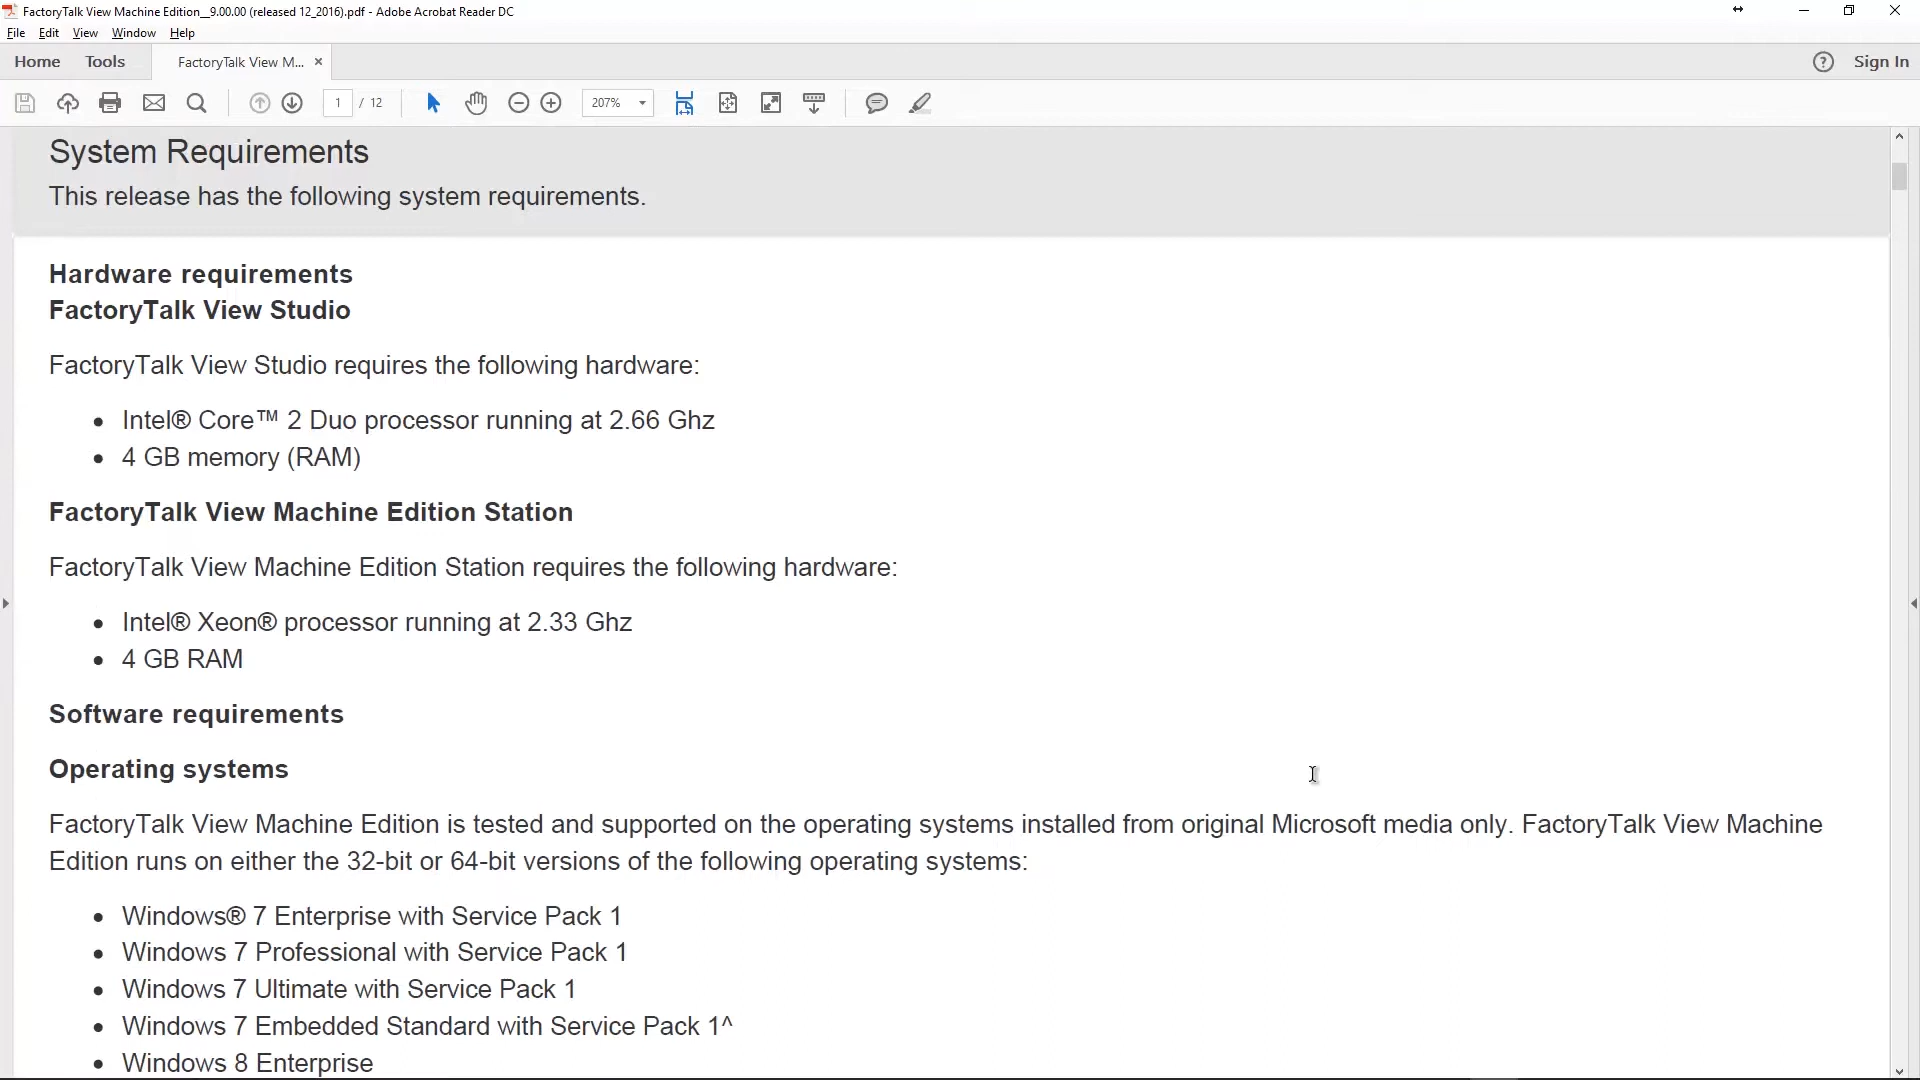 FactoryTalk View Machine Edition__9.00.00 (released 12_2016).pdf - Adobe Acrobat Reader DC
File Edit View Window Help
Home Tools FactoryTalk View M... × ? Sign In
1 / 12 207%
System Requirements
This release has the following system requirements.
Hardware requirements
FactoryTalk View Studio
FactoryTalk View Studio requires the following hardware:
• Intel® Core™ 2 Duo processor running at 2.66 Ghz
• 4 GB memory (RAM)
FactoryTalk View Machine Edition Station
FactoryTalk View Machine Edition Station requires the following hardware:
• Intel® Xeon® processor running at 2.33 Ghz
• 4 GB RAM
Software requirements
Operating systems
FactoryTalk View Machine Edition is tested and supported on the operating systems installed from original Microsoft media only. FactoryTalk View Machine
Edition runs on either the 32-bit or 64-bit versions of the following operating systems:
• Windows® 7 Enterprise with Service Pack 1
• Windows 7 Professional with Service Pack 1
• Windows 7 Ultimate with Service Pack 1
• Windows 7 Embedded Standard with Service Pack 1^
• Windows 8 Enterprise